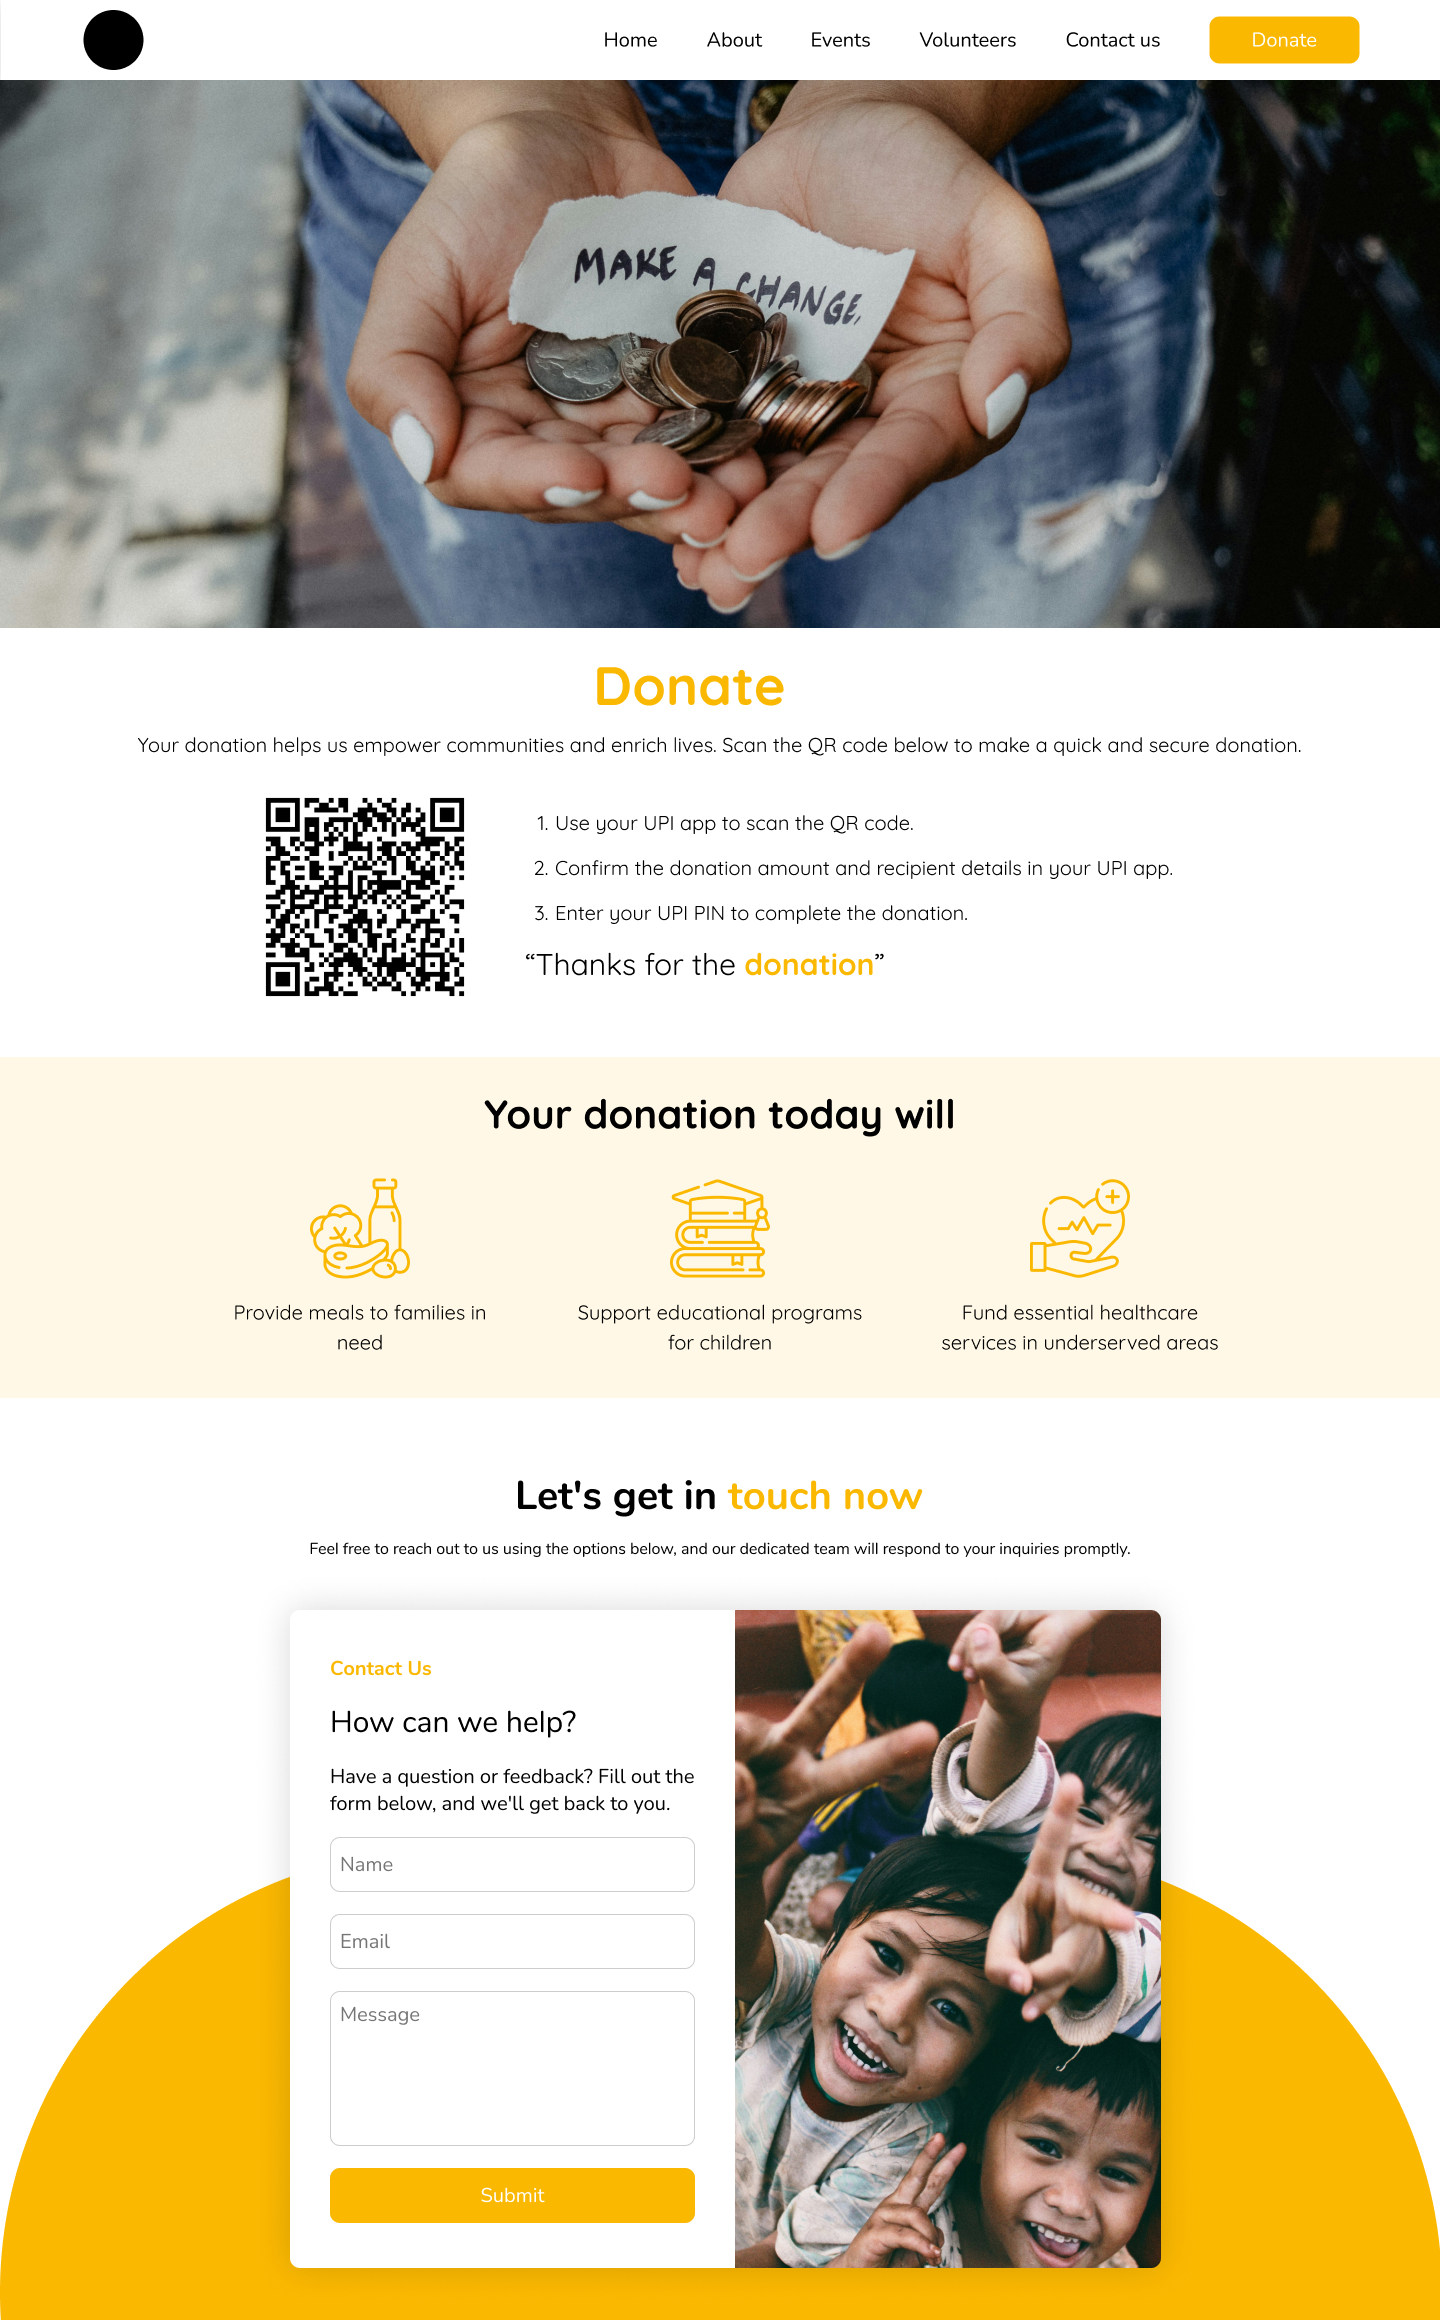 Home About Events Volunteers Contact us Donate
MAKE A CHANGE.
Donate
Your donation helps us empower communities and enrich lives. Scan the QR code below to make a quick and secure donation.
1. Use your UPI app to scan the QR code.
2. Confirm the donation amount and recipient details in your UPI app.
3. Enter your UPI PIN to complete the donation.
“Thanks for the donation”
Your donation today will
Provide meals to families in
need
Support educational programs
for children
Fund essential healthcare
services in underserved areas
Let's get in touch now
Feel free to reach out to us using the options below, and our dedicated team will respond to your inquiries promptly.
Contact Us
How can we help?
Have a question or feedback? Fill out the
form below, and we'll get back to you.
Name
Email
Message
Submit